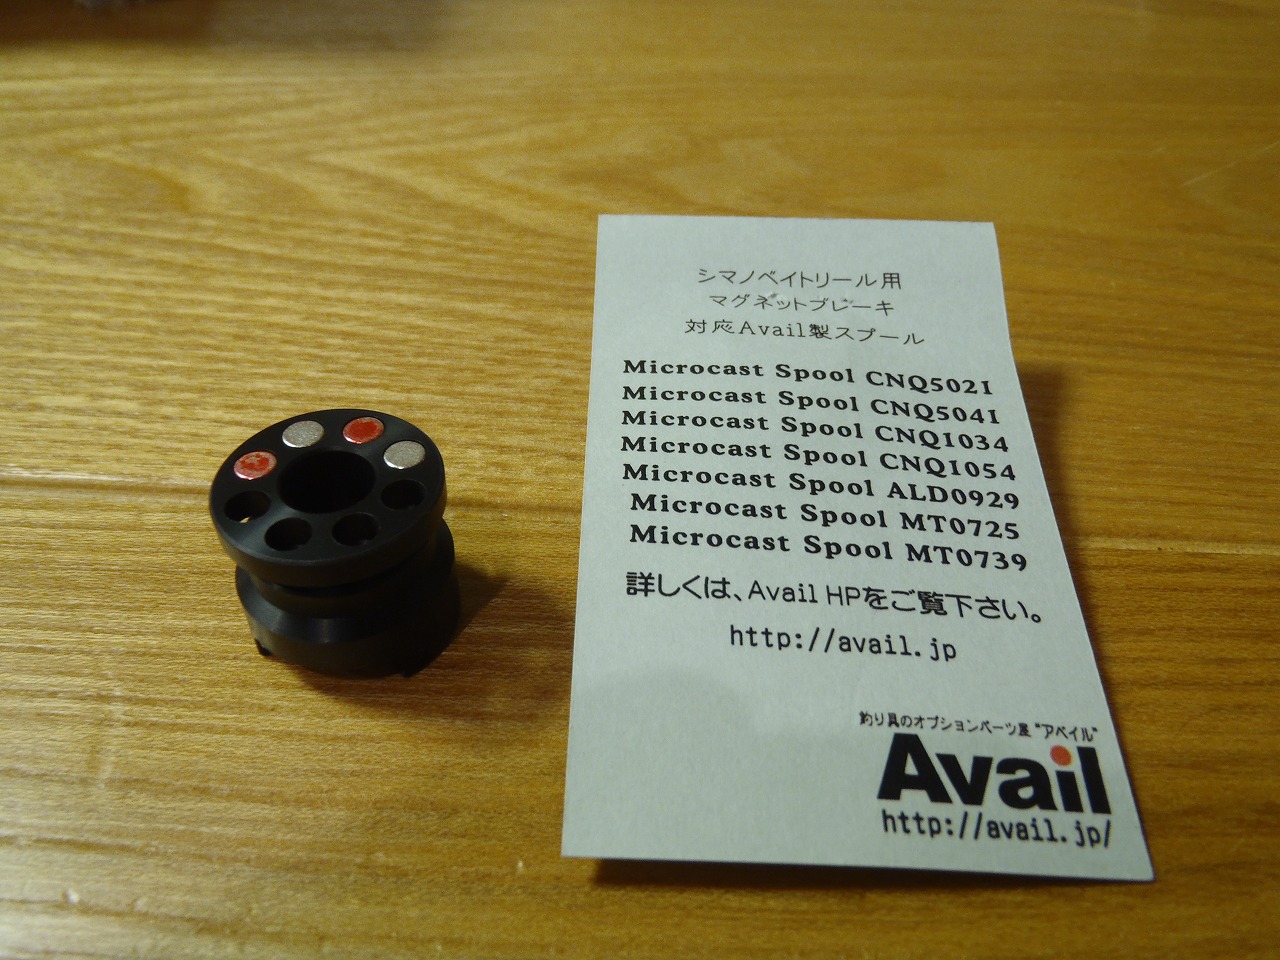 シマノベイトリール用
マグネットブレーキ
対応Avail製スプール
Microcast Spool CNQ5021
Microcast Spool CNQ5041
Microcast Spool CNQ1034
Microcast Spool CNQ1054
Microcast Spool ALD0929
Microcast Spool MT0725
Microcast Spool MT0739
詳しくは、Avail HPをご覧下さい。
http://avail.jp
釣り具のオプションパーツ屋 "アベイル"
Avail
http://avail.jp/